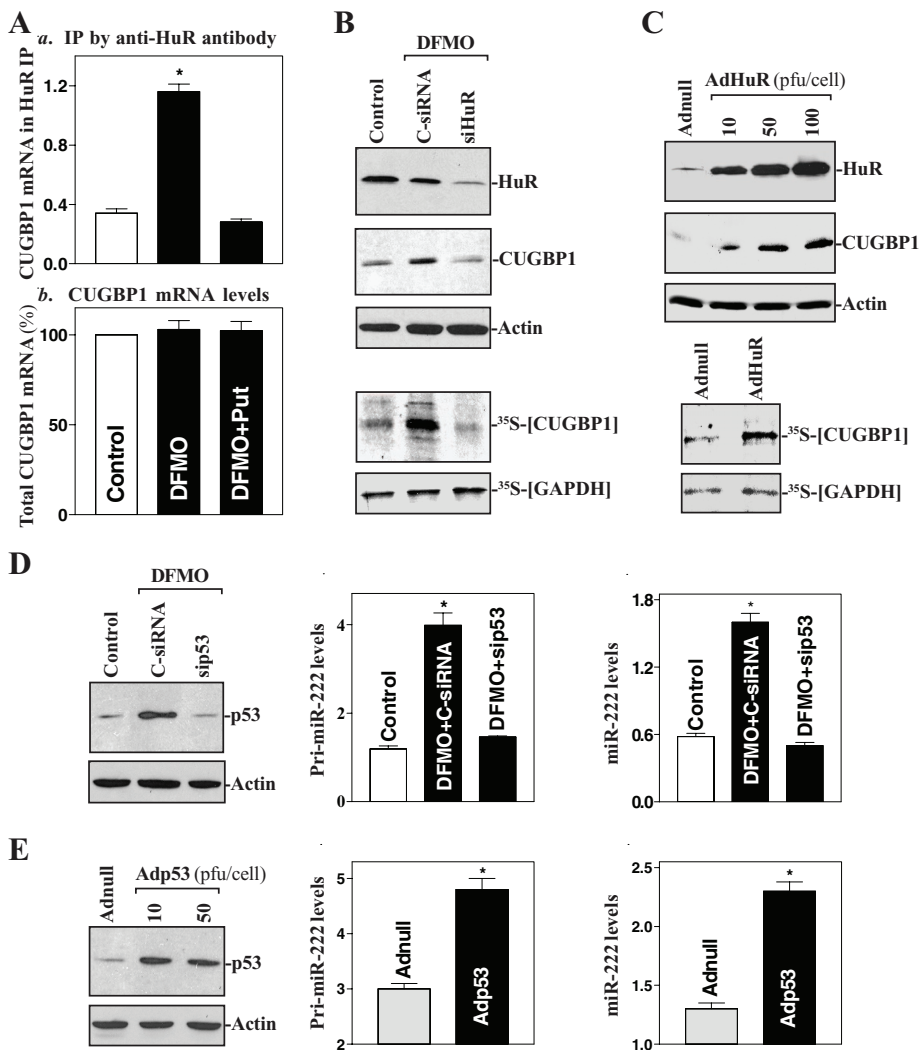 A
a. IP by anti-HuR antibody
CUGBP1 mRNA in HuR IP
1.2
*
0.4
0.0
b. CUGBP1 mRNA levels
Total CUGBP1 mRNA (%)
100
50
0
Control
DFMO
DFMO+Put
B
DFMO
Control
C-siRNA
siHuR
-HuR
-CUGBP1
-Actin
-³⁵S-[CUGBP1]
-³⁵S-[GAPDH]
C
AdHuR (pfu/cell)
Adnull
10
50
100
-HuR
-CUGBP1
-Actin
Adnull
AdHuR
-³⁵S-[CUGBP1]
-³⁵S-[GAPDH]
D
DFMO
Control
C-siRNA
sip53
-p53
-Actin
Pri-miR-222 levels
4
2
0
*
Control
DFMO+C-siRNA
DFMO+sip53
miR-222 levels
1.8
1.2
0.6
0.0
*
Control
DFMO+C-siRNA
DFMO+sip53
E
Adp53 (pfu/cell)
Adnull
10
50
-p53
-Actin
Pri-miR-222 levels
5
4
3
2
*
Adnull
Adp53
miR-222 levels
2.5
2.0
1.5
1.0
*
Adnull
Adp53